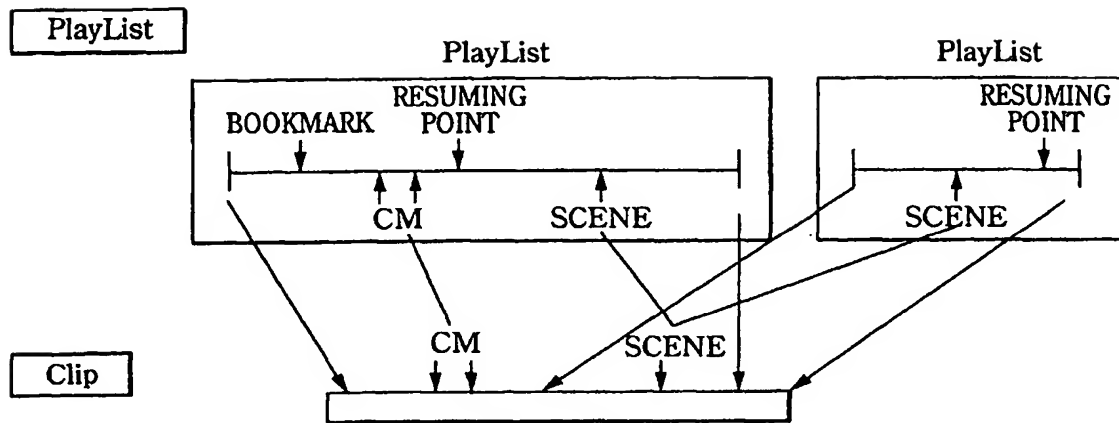 PlayList
PlayList
PlayList
BOOKMARK
RESUMING
POINT
RESUMING
POINT
CM
SCENE
SCENE
CM
SCENE
Clip